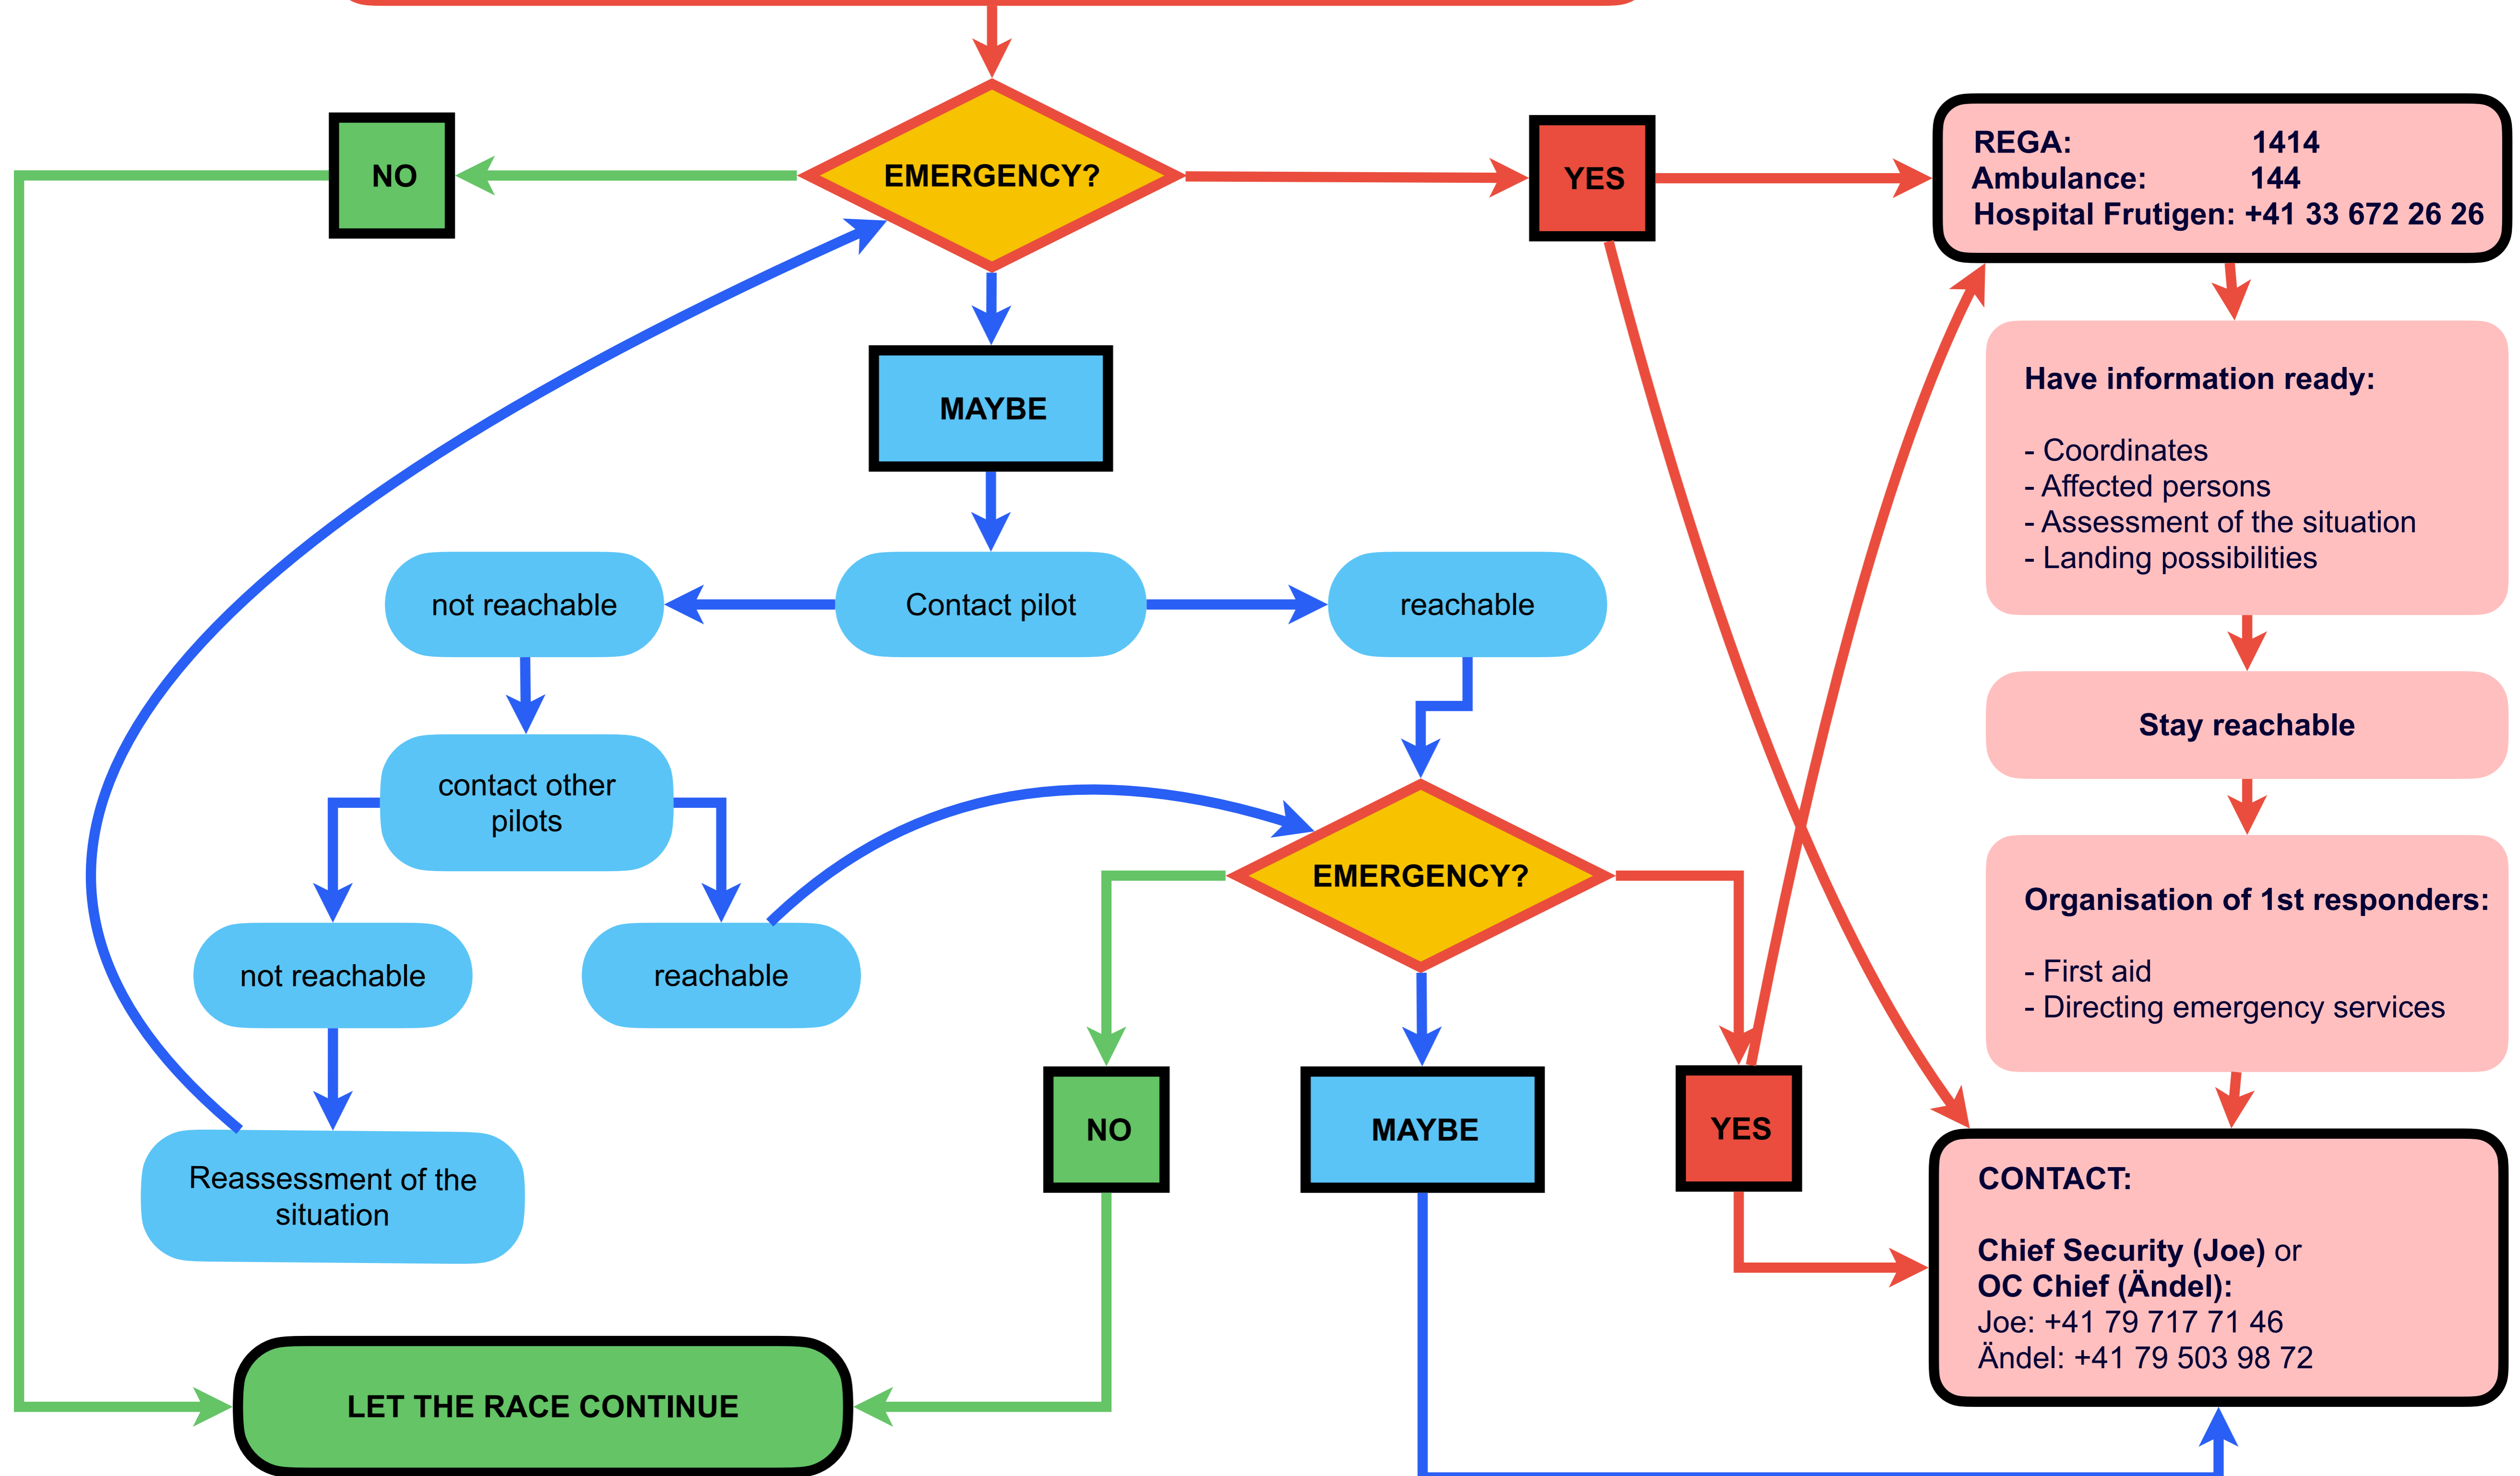 EMERGENCY?
NO
YES
REGA: 1414
Ambulance: 144
Hospital Frutigen: +41 33 672 26 26
MAYBE
Have information ready:
- Coordinates
- Affected persons
- Assessment of the situation
- Landing possibilities
not reachable
Contact pilot
reachable
Stay reachable
contact other
pilots
EMERGENCY?
Organisation of 1st responders:
- First aid
- Directing emergency services
not reachable
reachable
NO
MAYBE
YES
Reassessment of the
situation
CONTACT:
Chief Security (Joe) or
OC Chief (Ändel):
Joe: +41 79 717 71 46
Ändel: +41 79 503 98 72
LET THE RACE CONTINUE